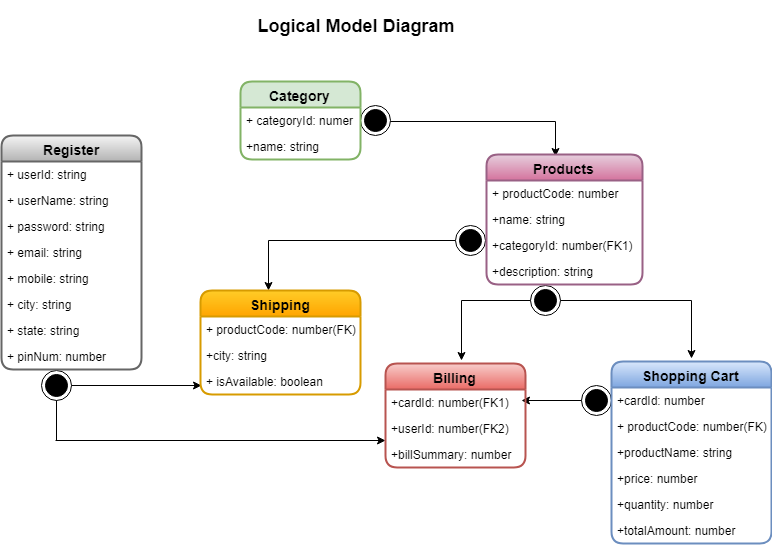 Logical Model Diagram
Category
+ categoryId: numer
+name: string
Register
+ userId: string
+ userName: string
+ password: string
+ email: string
+ mobile: string
+ city: string
+ state: string
+ pinNum: number
Products
+ productCode: number
+name: string
+categoryId: number(FK1)
+description: string
Shipping
+ productCode: number(FK)
+city: string
+ isAvailable: boolean
Billing
+cardId: number(FK1)
+userId: number(FK2)
+billSummary: number
Shopping Cart
+cardId: number
+ productCode: number(FK)
+productName: string
+price: number
+quantity: number
+totalAmount: number